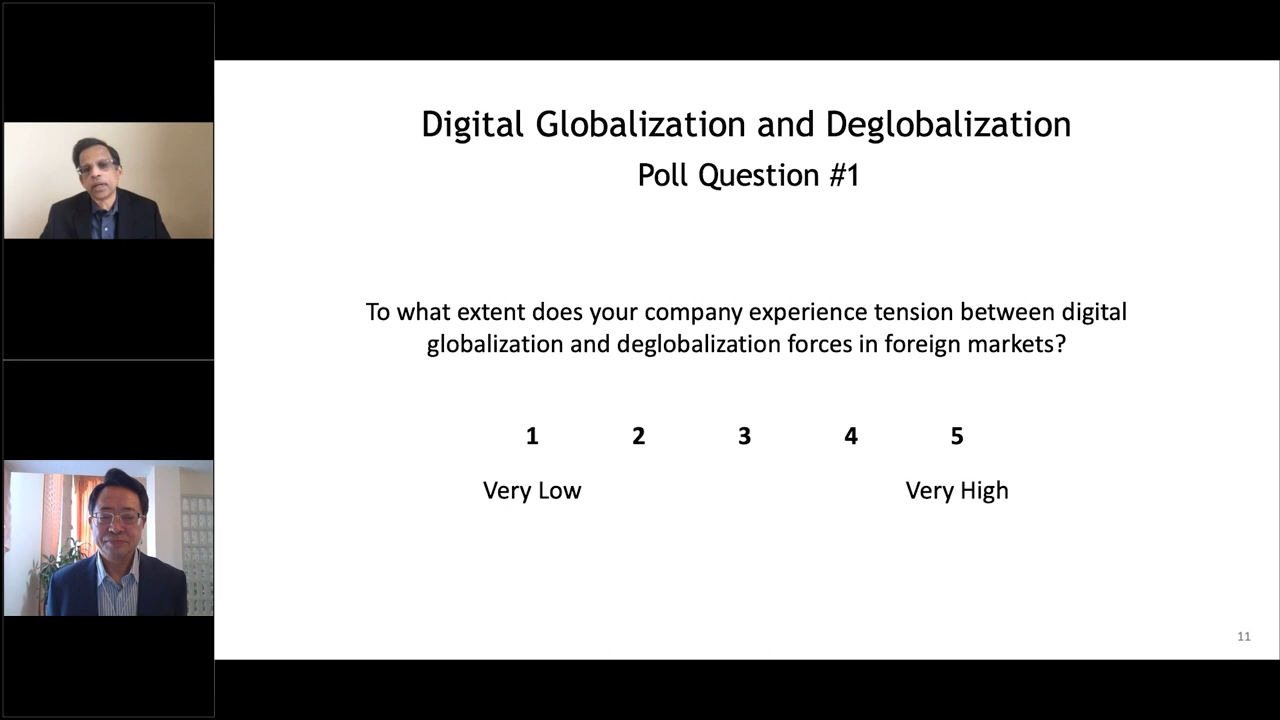 Digital Globalization and Deglobalization
Poll Question #1
To what extent does your company experience tension between digital
globalization and deglobalization forces in foreign markets?
1 2 3 4 5
Very Low Very High
11